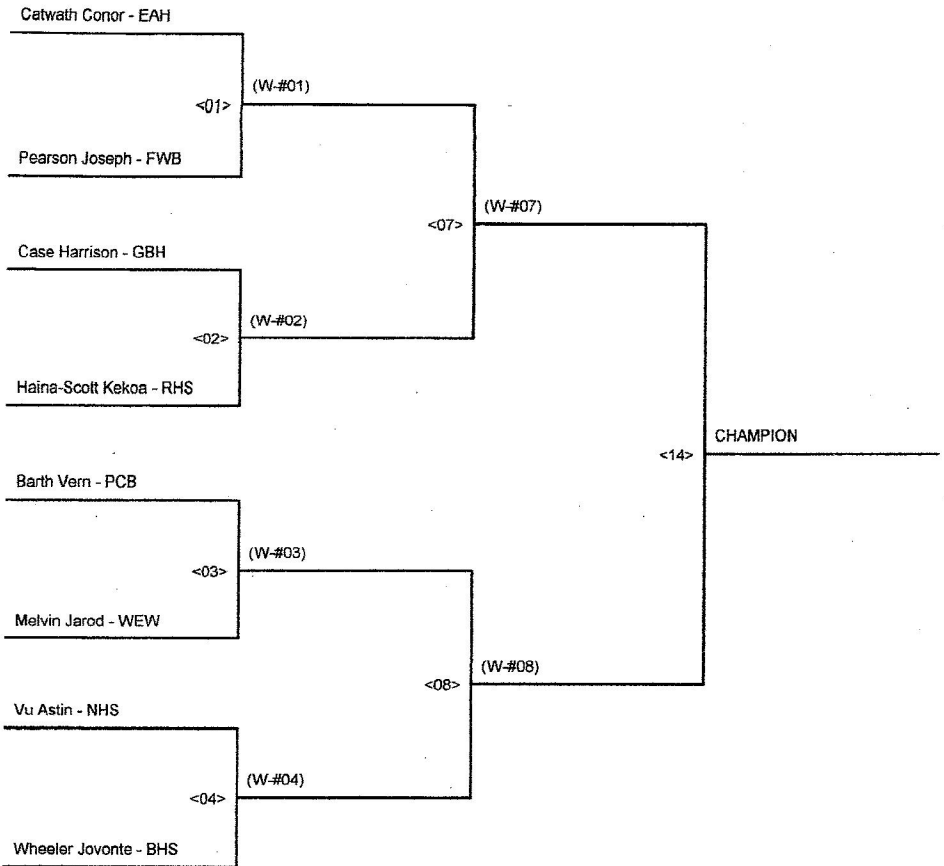 Catwath Conor - EAH
(W-#01)
<01>
Pearson Joseph - FWB
(W-#07)
<07>
Case Harrison - GBH
(W-#02)
<02>
Haina-Scott Kekoa - RHS
CHAMPION
<14>
Barth Vern - PCB
(W-#03)
<03>
Melvin Jarod - WEW
(W-#08)
<08>
Vu Astin - NHS
(W-#04)
<04>
Wheeler Jovonte - BHS